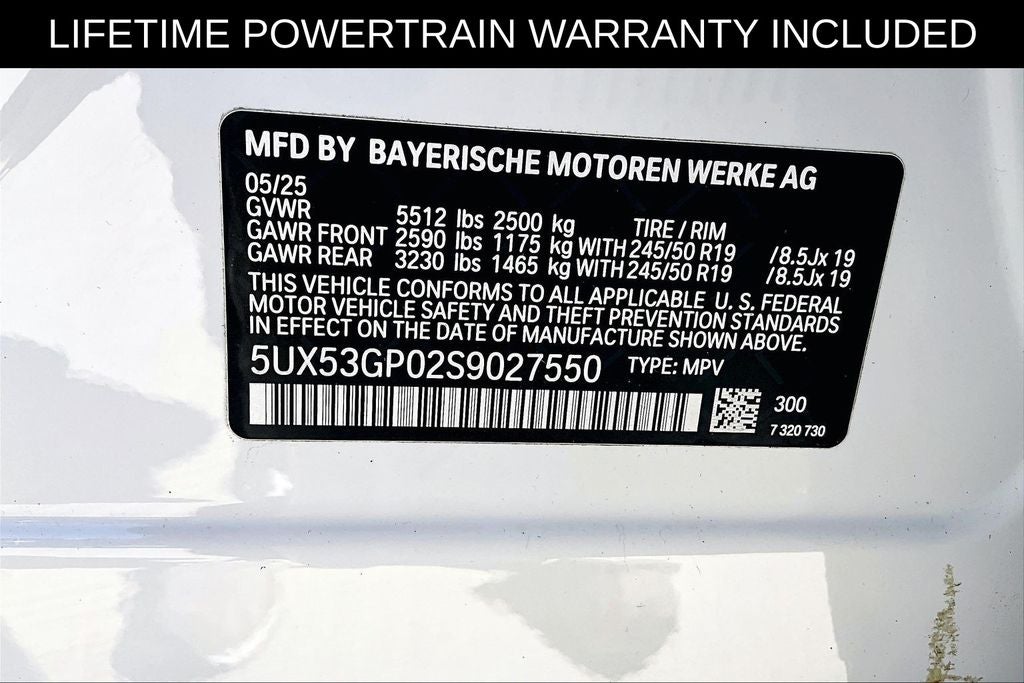 LIFETIME POWERTRAIN WARRANTY INCLUDED
MFD BY BAYERISCHE MOTOREN WERKE AG
05/25
GVWR 5512 lbs 2500 kg TIRE / RIM
GAWR FRONT 2590 lbs 1175 kg WITH 245/50 R19 /8.5Jx 19
GAWR REAR 3230 lbs 1465 kg WITH 245/50 R19 /8.5Jx 19
THIS VEHICLE CONFORMS TO ALL APPLICABLE U. S. FEDERAL
MOTOR VEHICLE SAFETY AND THEFT PREVENTION STANDARDS
IN EFFECT ON THE DATE OF MANUFACTURE SHOWN ABOVE.
5UX53GP02S9027550 TYPE: MPV
300
7 320 730